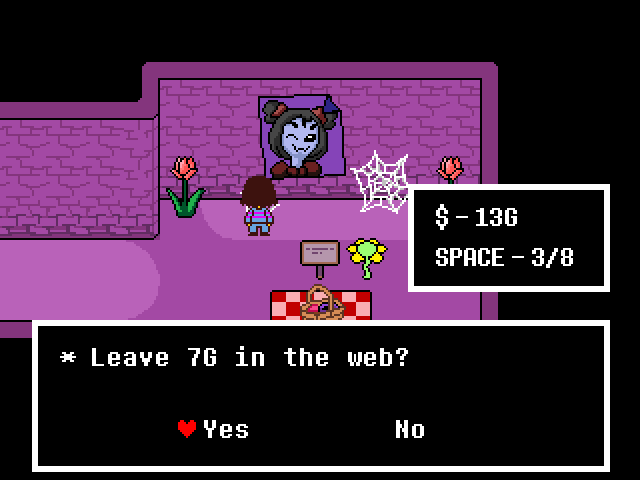 $ - 13G
SPACE - 3/8
* Leave 7G in the web?
Yes No